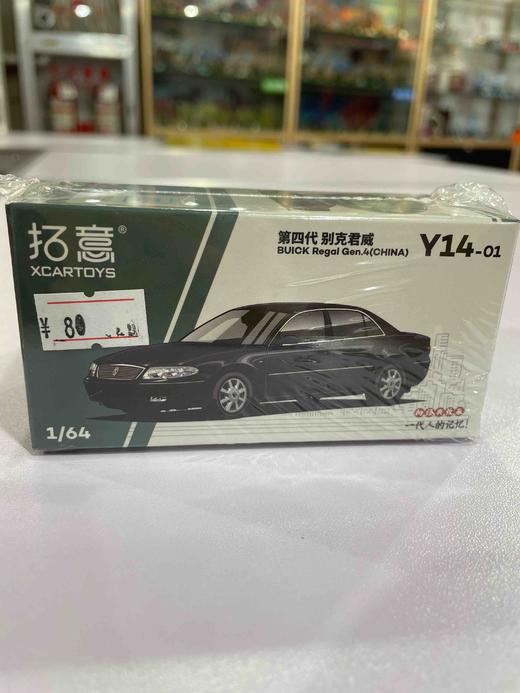 拓意®
XCARTOYS
第四代 别克君威
BUICK Regal Gen.4(CHINA)
Y14-01
¥ 80
1/64
一代人的记忆!